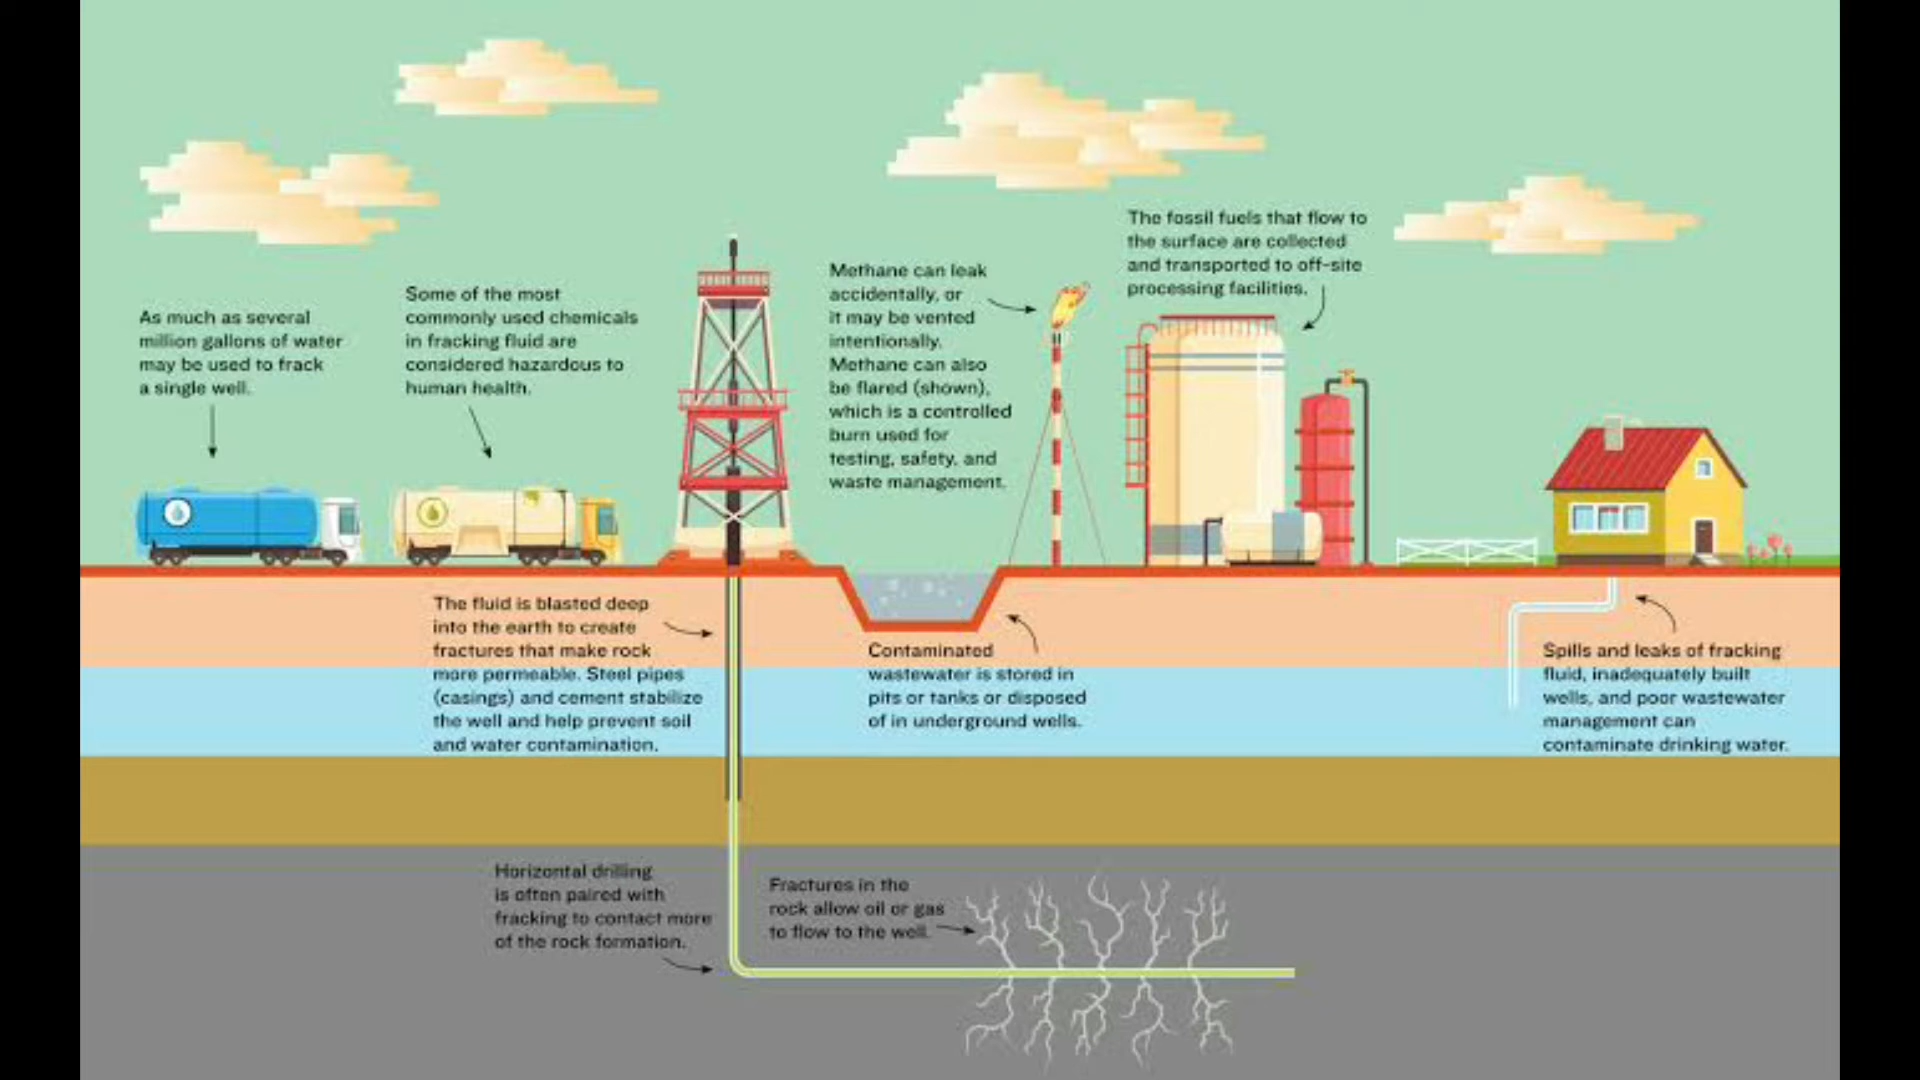 As much as several
million gallons of water
may be used to frack
a single well.
Some of the most
commonly used chemicals
in fracking fluid are
considered hazardous to
human health.
Methane can leak
accidentally, or
it may be vented
intentionally.
Methane can also
be flared (shown),
which is a controlled
burn used for
testing, safety, and
waste management.
The fossil fuels that flow to
the surface are collected
and transported to off-site
processing facilities.
The fluid is blasted deep
into the earth to create
fractures that make rock
more permeable. Steel pipes
(casings) and cement stabilize
the well and help prevent soil
and water contamination.
Contaminated
wastewater is stored in
pits or tanks or disposed
of in underground wells.
Spills and leaks of fracking
fluid, inadequately built
wells, and poor wastewater
management can
contaminate drinking water.
Horizontal drilling
is often paired with
fracking to contact more
of the rock formation.
Fractures in the
rock allow oil or gas
to flow to the well.